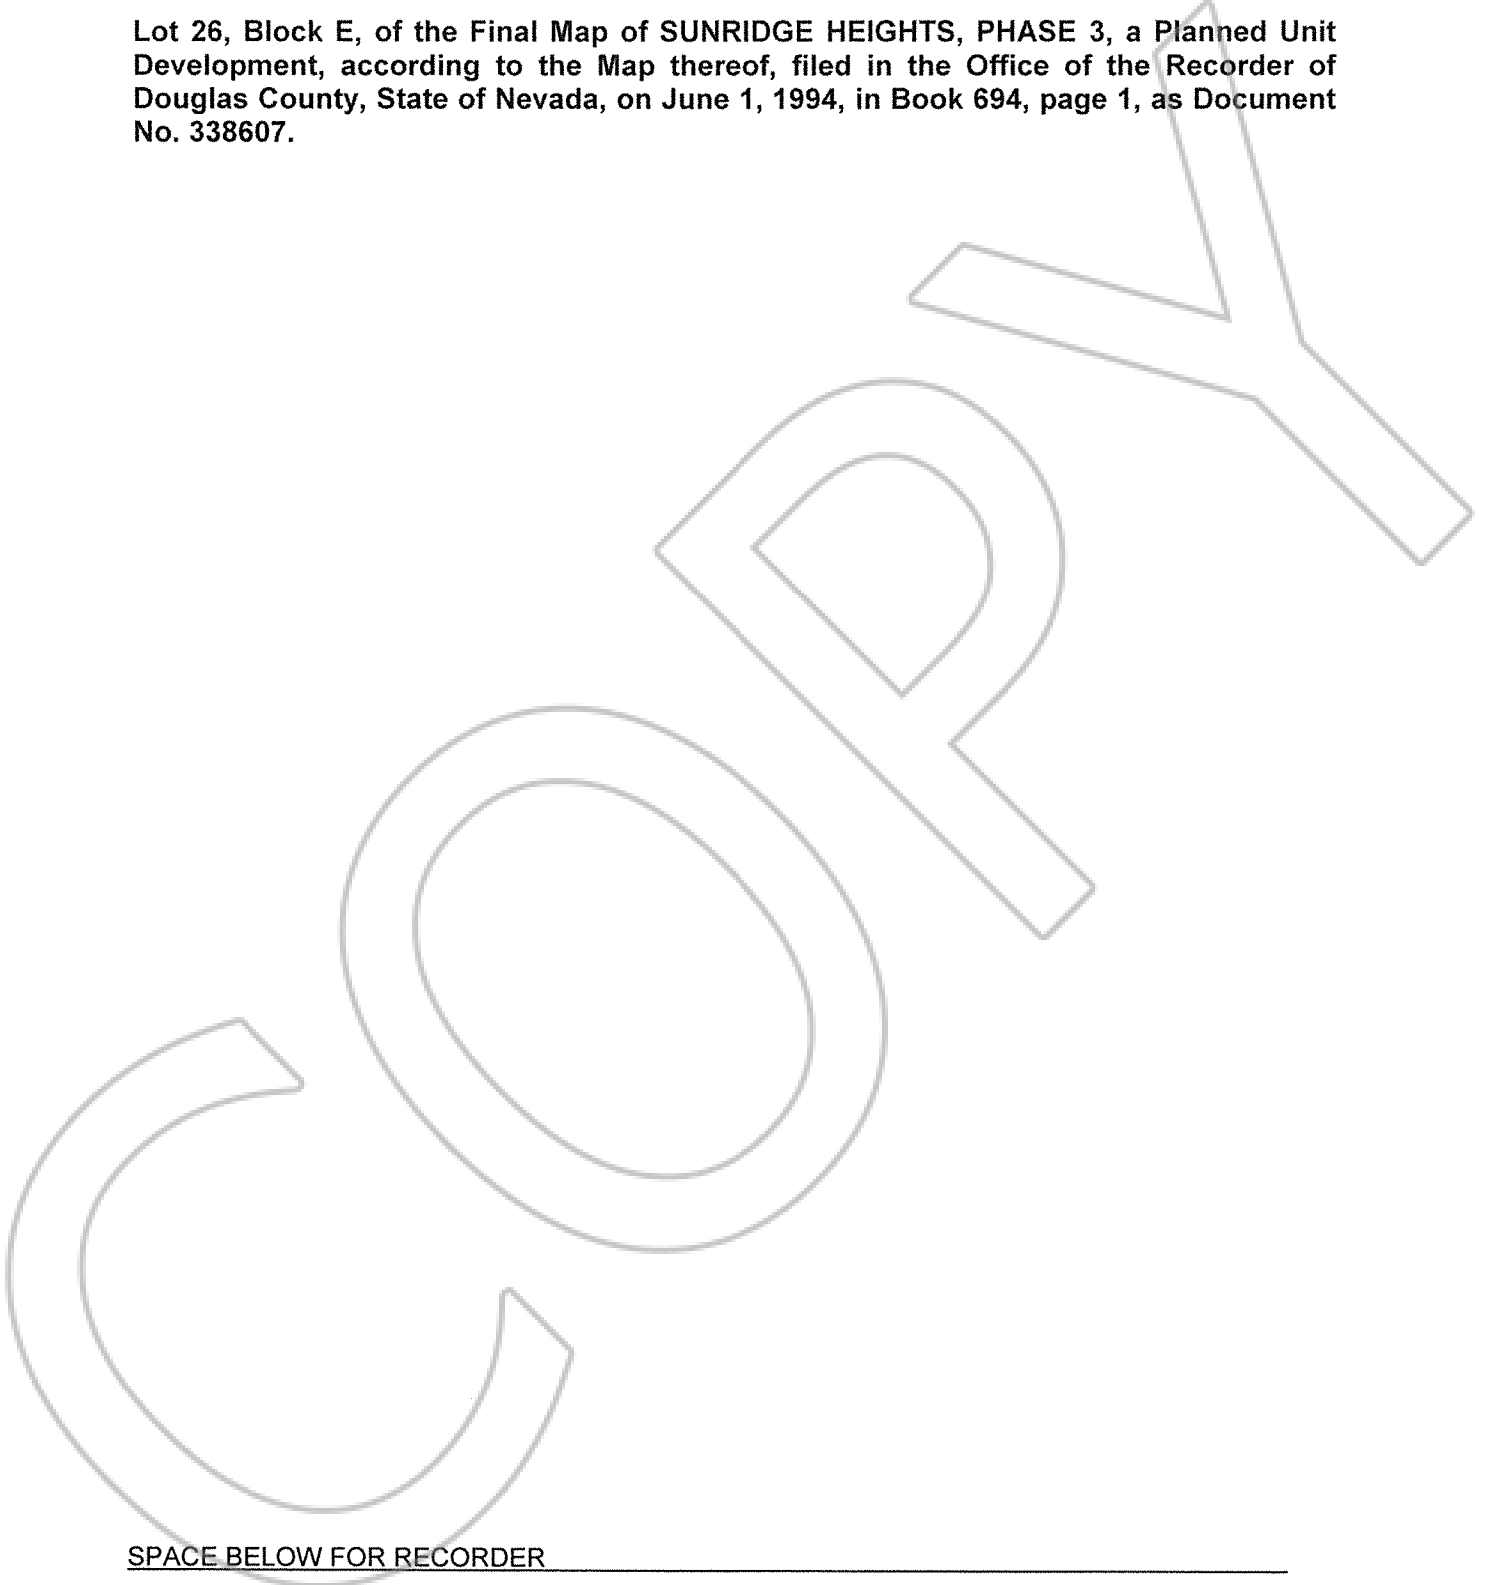 Lot 26, Block E, of the Final Map of SUNRIDGE HEIGHTS, PHASE 3, a Planned Unit
Development, according to the Map thereof, filed in the Office of the Recorder of
Douglas County, State of Nevada, on June 1, 1994, in Book 694, page 1, as Document
No. 338607.
COPY
SPACE BELOW FOR RECORDER